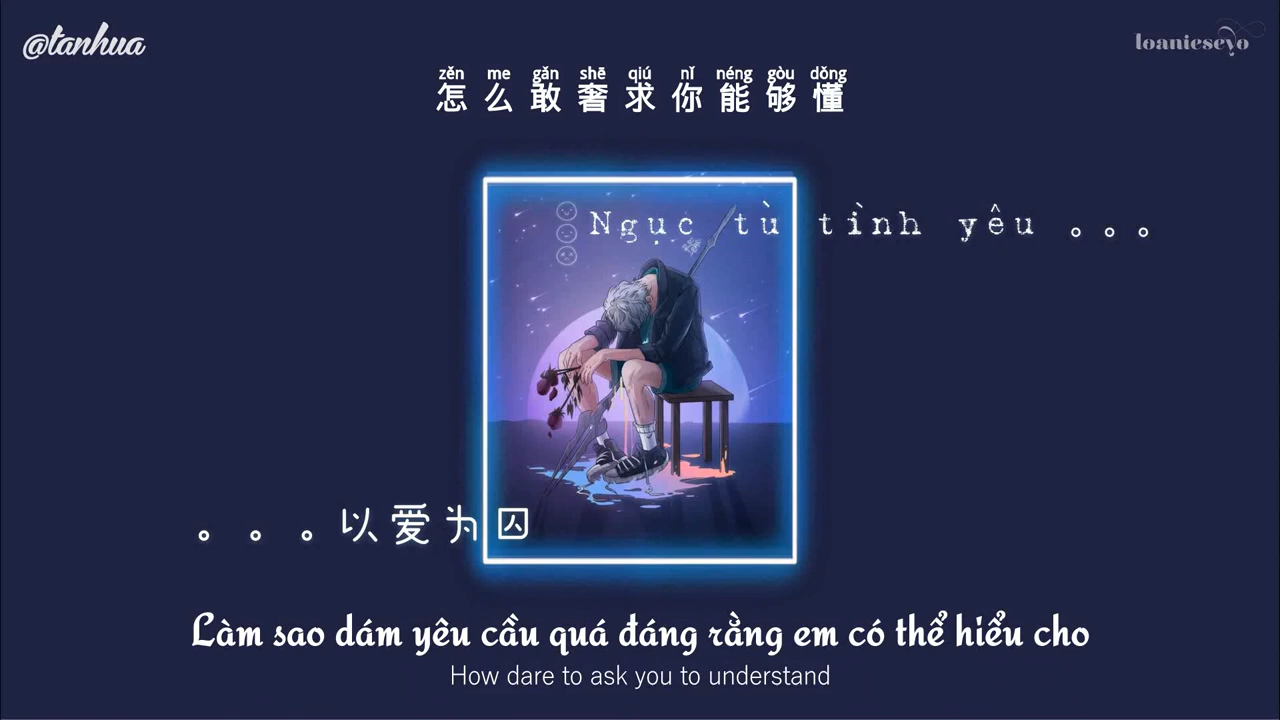 @tanhua
loanieseyo
zěn me gǎn shē qiú nǐ néng gòu dǒng
怎么敢奢求你能够懂
Ngục tù tình yêu . . .
。。。以爱为囚
Làm sao dám yêu cầu quá đáng rằng em có thể hiểu cho
How dare to ask you to understand